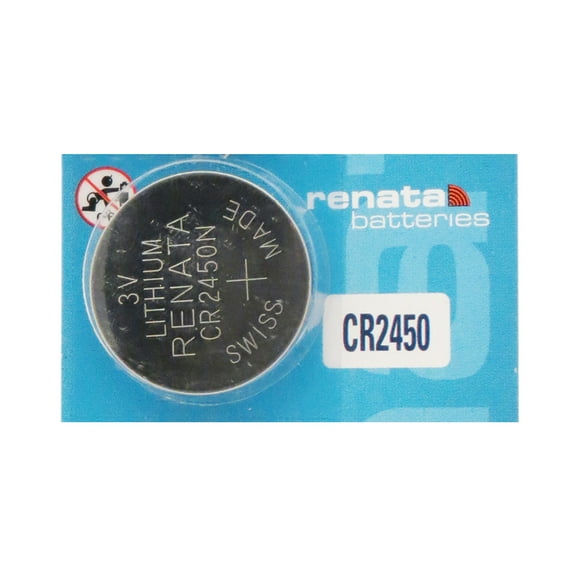 3V
LITHIUM
RENATA
CR2450N
SWISS MADE
+
renata
batteries
CR2450